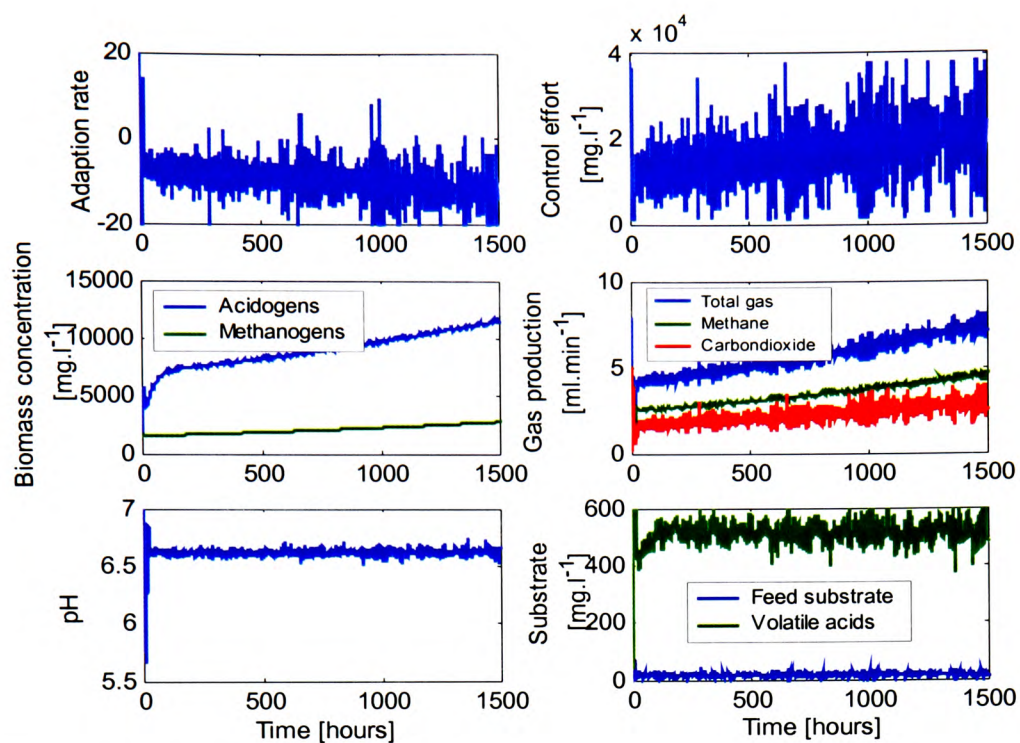 Adaption rate
20
0
-20
0
500
1000
1500
Control effort
[mg.l-1]
x 10^4
4
2
0
0
500
1000
1500
Biomass concentration
[mg.l-1]
15000
10000
5000
0
Acidogens
Methanogens
0
500
1000
1500
Gas production
[ml.min-1]
10
5
0
Total gas
Methane
Carbondioxide
0
500
1000
1500
pH
7
6.5
6
5.5
0
500
1000
1500
Time [hours]
Substrate
[mg.l-1]
600
400
200
0
Feed substrate
Volatile acids
0
500
1000
1500
Time [hours]